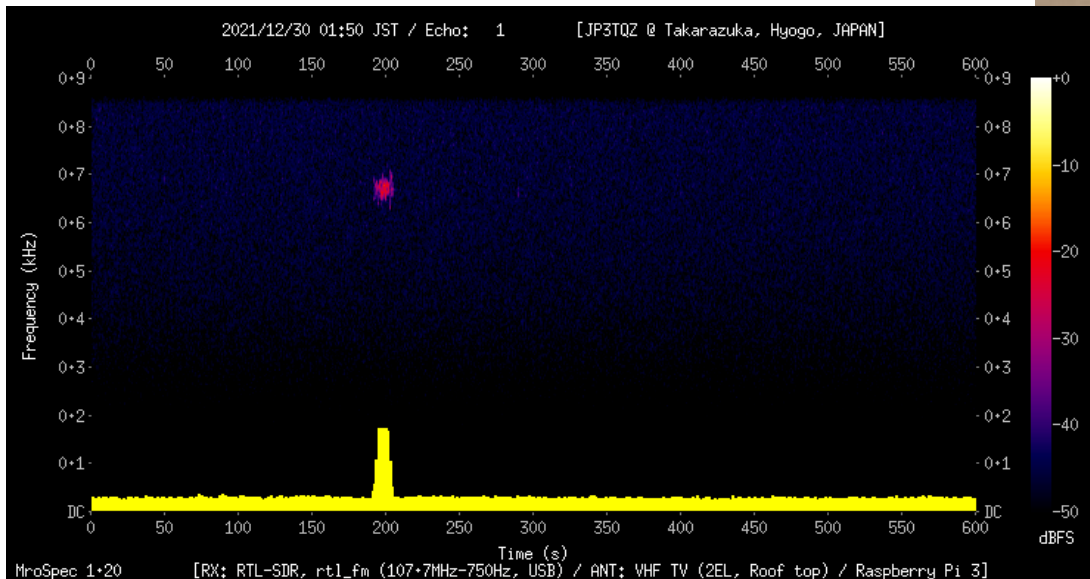 2021/12/30 01:50 JST / Echo: 1 [JP3TQZ @ Takarazuka, Hyogo, JAPAN]
0 50 100 150 200 250 300 350 400 450 500 550 600
0+9 0+9 +0
0+8 0+8
0+7 0+7 -10
0+6 0+6
0+5 0+5 -20
0+4 0+4
0+3 0+3 -30
0+2 0+2 -40
0+1 0+1
DC DC -50
Frequency (kHz)
0 50 100 150 200 250 300 350 400 450 500 550 600
dBFS
Time (s)
MroSpec 1+20 [RX: RTL-SDR, rtl_fm (107+7MHz-750Hz, USB) / ANT: VHF TV (2EL, Roof top) / Raspberry Pi 3]